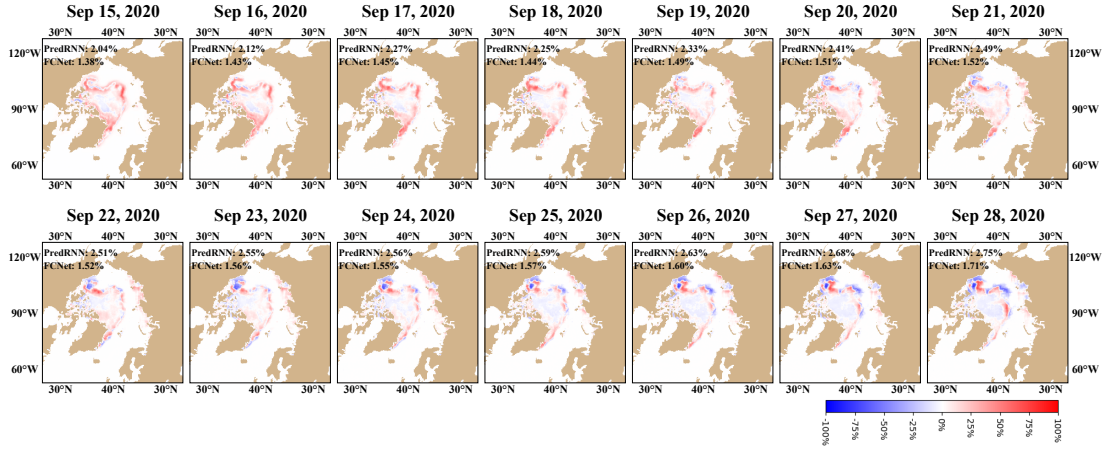 Sep 15, 2020 Sep 16, 2020 Sep 17, 2020 Sep 18, 2020 Sep 19, 2020 Sep 20, 2020 Sep 21, 2020
30°N 40°N 30°N 30°N 40°N 30°N 30°N 40°N 30°N 30°N 40°N 30°N 30°N 40°N 30°N 30°N 40°N 30°N 30°N 40°N 30°N
120°W 120°W
PredRNN: 2.04% PredRNN: 2.12% PredRNN: 2.27% PredRNN: 2.25% PredRNN: 2.33% PredRNN: 2.41% PredRNN: 2.49%
FCNet: 1.38% FCNet: 1.43% FCNet: 1.45% FCNet: 1.44% FCNet: 1.49% FCNet: 1.51% FCNet: 1.52%
90°W 90°W
60°W 60°W
30°N 40°N 30°N 30°N 40°N 30°N 30°N 40°N 30°N 30°N 40°N 30°N 30°N 40°N 30°N 30°N 40°N 30°N 30°N 40°N 30°N
Sep 22, 2020 Sep 23, 2020 Sep 24, 2020 Sep 25, 2020 Sep 26, 2020 Sep 27, 2020 Sep 28, 2020
30°N 40°N 30°N 30°N 40°N 30°N 30°N 40°N 30°N 30°N 40°N 30°N 30°N 40°N 30°N 30°N 40°N 30°N 30°N 40°N 30°N
PredRNN: 2.51% PredRNN: 2.55% PredRNN: 2.56% PredRNN: 2.59% PredRNN: 2.63% PredRNN: 2.68% PredRNN: 2.75%
120°W 120°W
FCNet: 1.52% FCNet: 1.56% FCNet: 1.55% FCNet: 1.57% FCNet: 1.60% FCNet: 1.63% FCNet: 1.71%
90°W 90°W
60°W 60°W
30°N 40°N 30°N 30°N 40°N 30°N 30°N 40°N 30°N 30°N 40°N 30°N 30°N 40°N 30°N 30°N 40°N 30°N 30°N 40°N 30°N
-100% -75% -50% -25% 0% 25% 50% 75% 100%